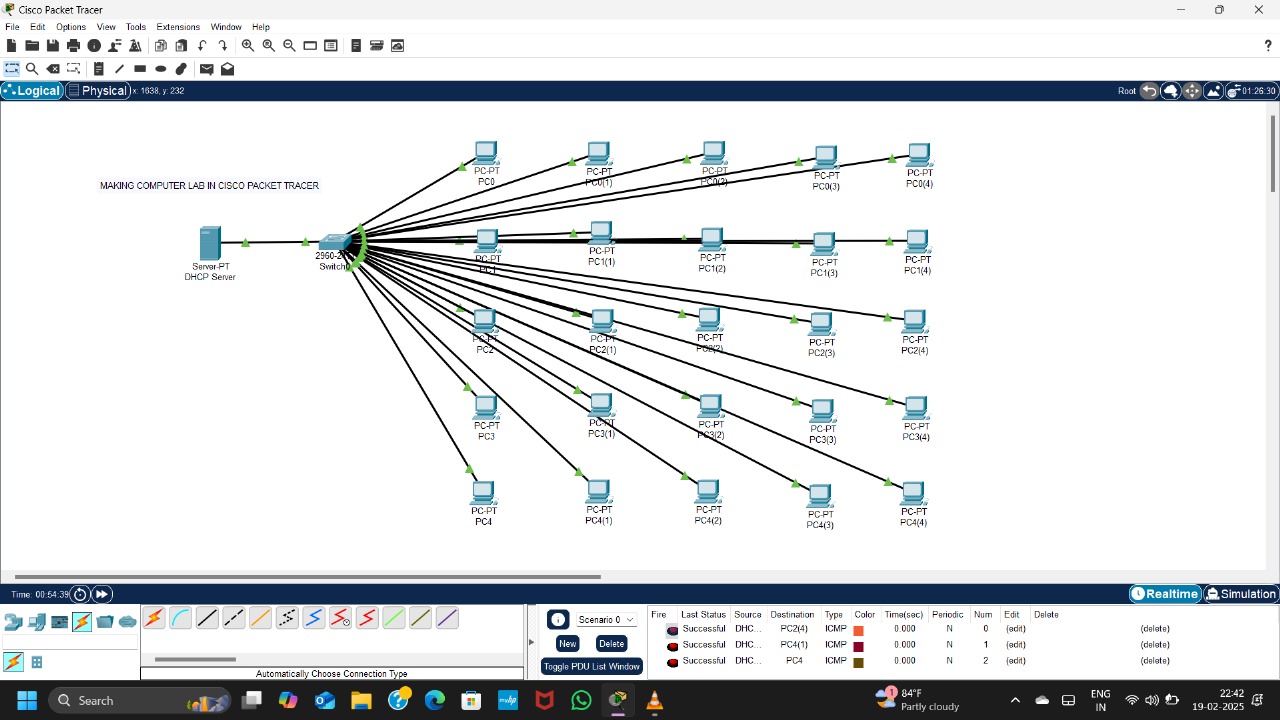 Cisco Packet Tracer
File Edit Options View Tools Extensions Window Help
Logical Physical x: 1638, y: 232 Root 01:26:30
MAKING COMPUTER LAB IN CISCO PACKET TRACER
PC-PT PC-PT PC-PT PC-PT PC-PT
PC0 PC0(1) PC0(2) PC0(3) PC0(4)
Server-PT
DHCP Server
PC-PT PC-PT PC-PT PC-PT PC-PT
PC1 PC1(1) PC1(2) PC1(3) PC1(4)
PC-PT PC-PT PC-PT PC-PT PC-PT
PC2 PC2(1) PC2(2) PC2(3) PC2(4)
PC-PT PC-PT PC-PT PC-PT PC-PT
PC3 PC3(1) PC3(2) PC3(3) PC3(4)
PC-PT PC-PT PC-PT PC-PT PC-PT
PC4 PC4(1) PC4(2) PC4(3) PC4(4)
Time: 00:54:39 Realtime Simulation
Scenario 0
New Delete
Toggle PDU List Window
Automatically Choose Connection Type
Fire Last Status Source Destination Type Color Time(sec) Periodic Num Edit Delete
Successful DHC... PC2(4) ICMP 0.000 N 0 (edit) (delete)
Successful DHC... PC4(1) ICMP 0.000 N 1 (edit) (delete)
Successful DHC... PC4 ICMP 0.000 N 2 (edit) (delete)
Search
84°F
Partly cloudy
ENG
IN
22:42
19-02-2025